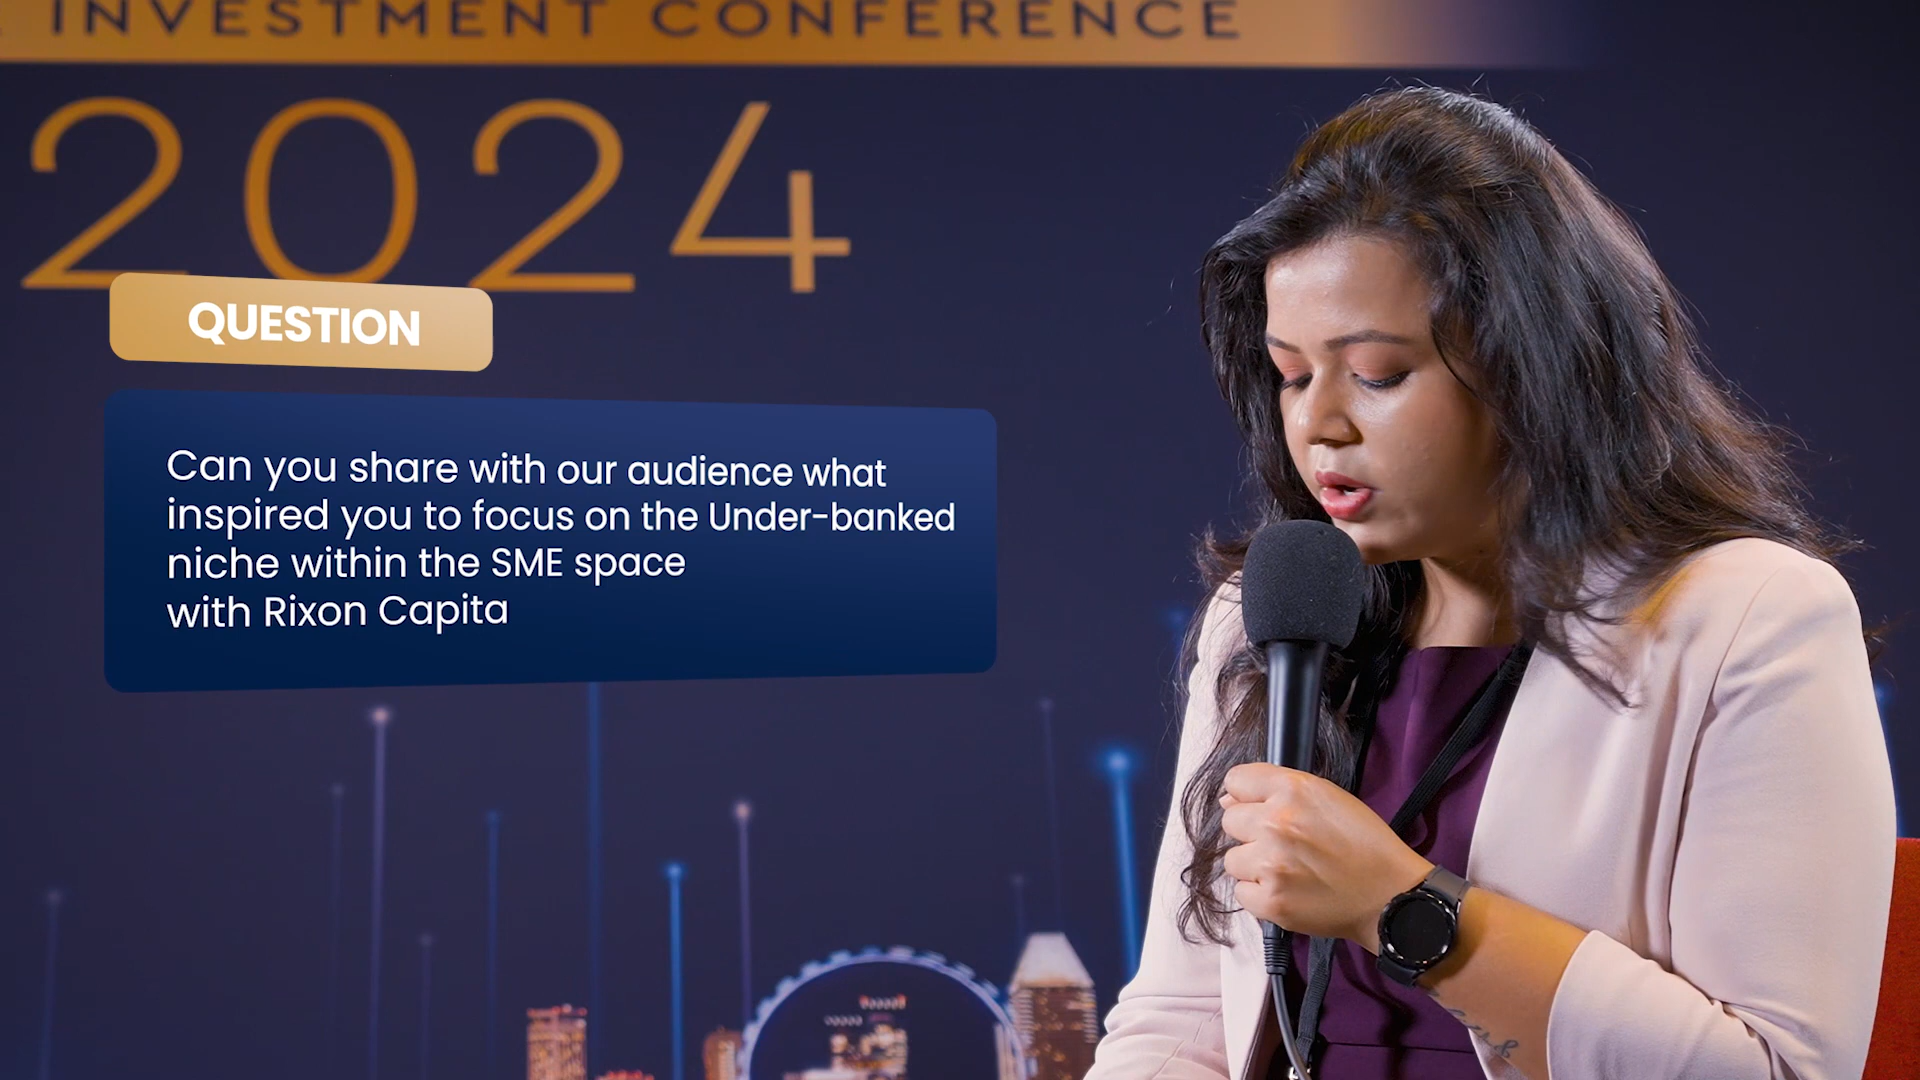 INVESTMENT CONFERENCE
2024
QUESTION
Can you share with our audience what
inspired you to focus on the Under-banked
niche within the SME space
with Rixon Capita